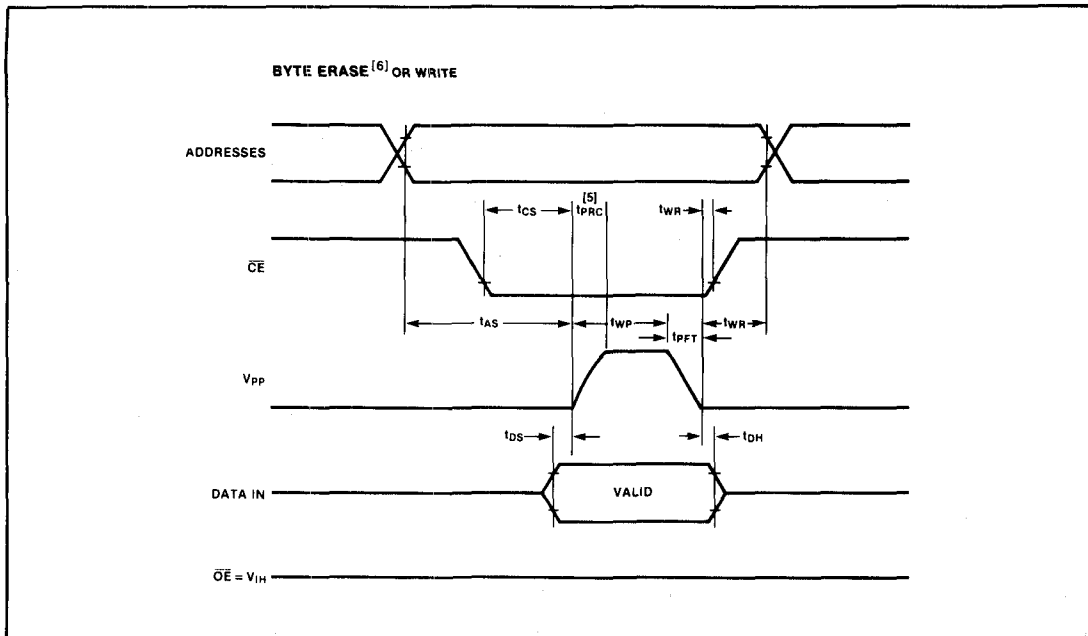 BYTE ERASE [6] OR WRITE
ADDRESSES
[5]
tCS tPRC tWR
CE
tAS tWP tWR
tPFT
VPP
tDS tDH
DATA IN VALID
OE = VIH